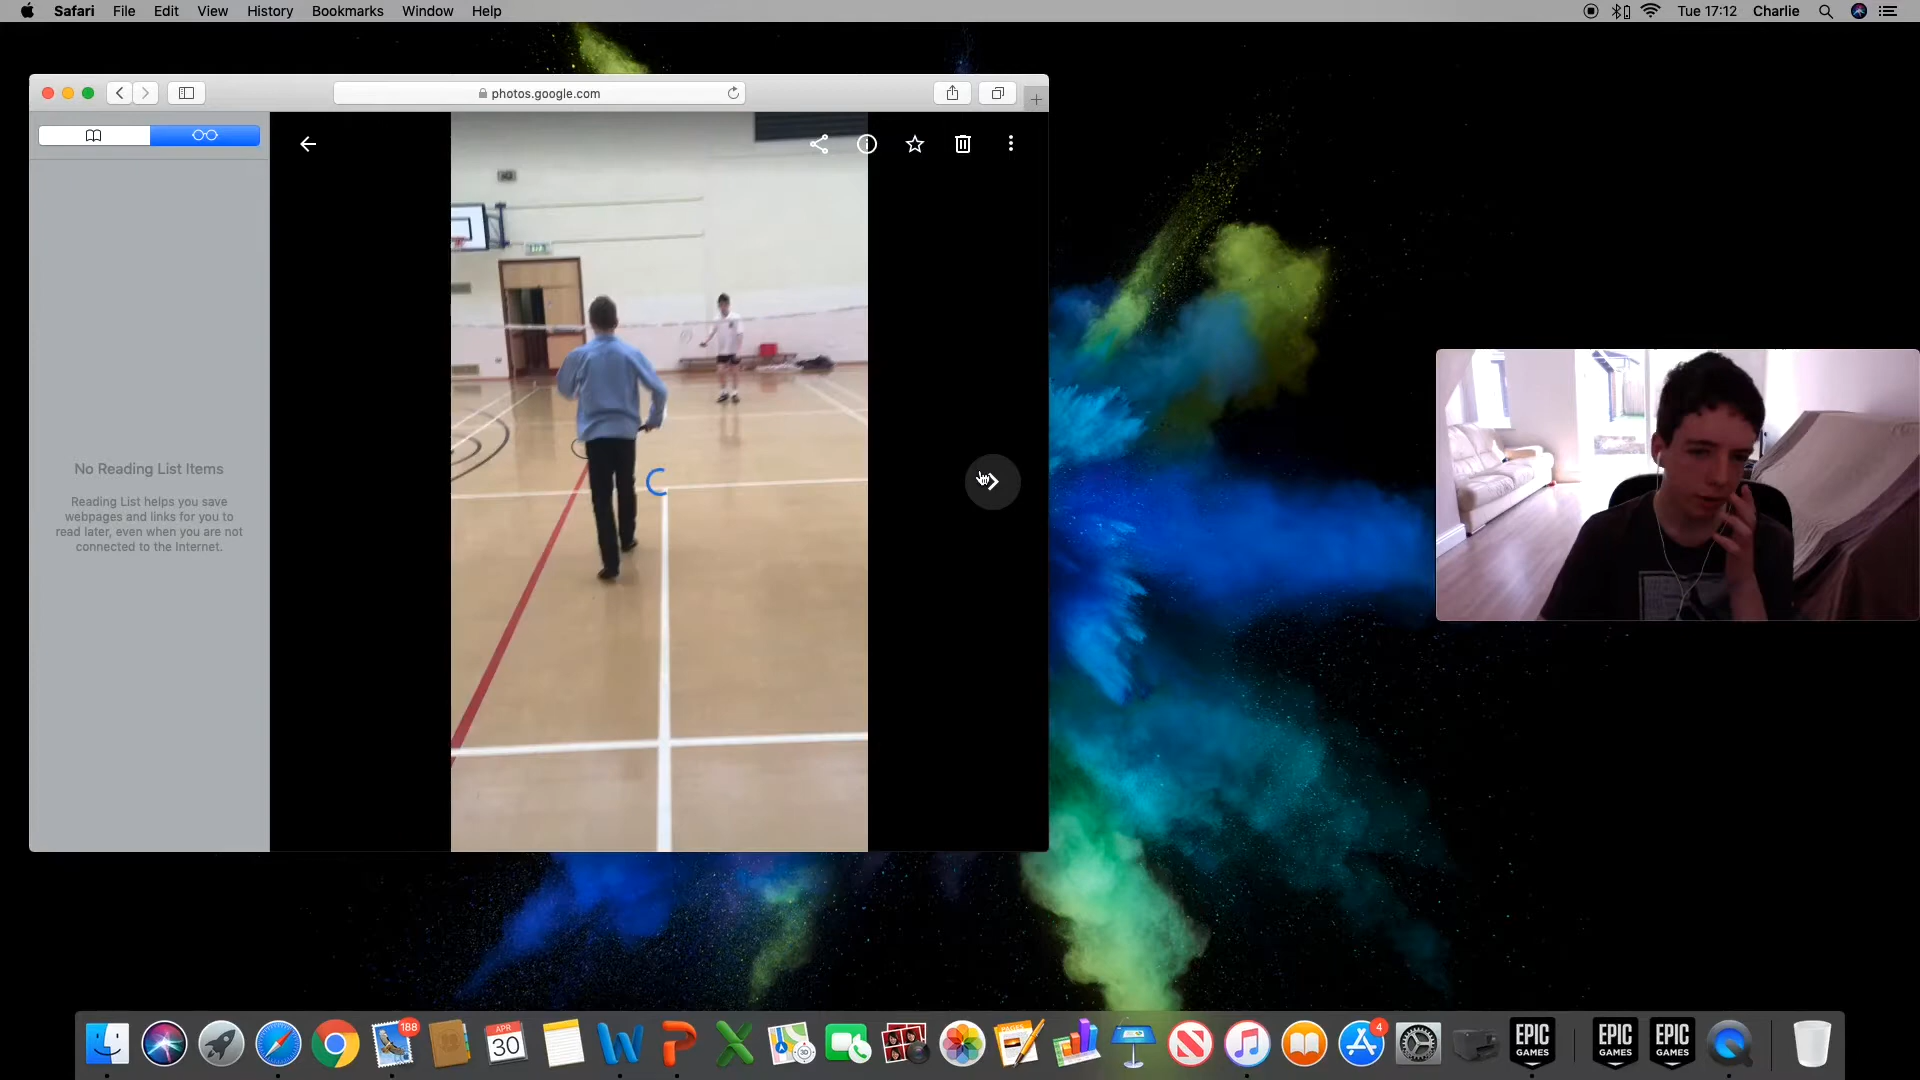 Safari File Edit View History Bookmarks Window Help Tue 17:12 Charlie
photos.google.com
No Reading List Items
Reading List helps you save
webpages and links for you to
read later, even when you are not
connected to the Internet.
188
APR
30
4
EPIC
GAMES
EPIC
GAMES
EPIC
GAMES